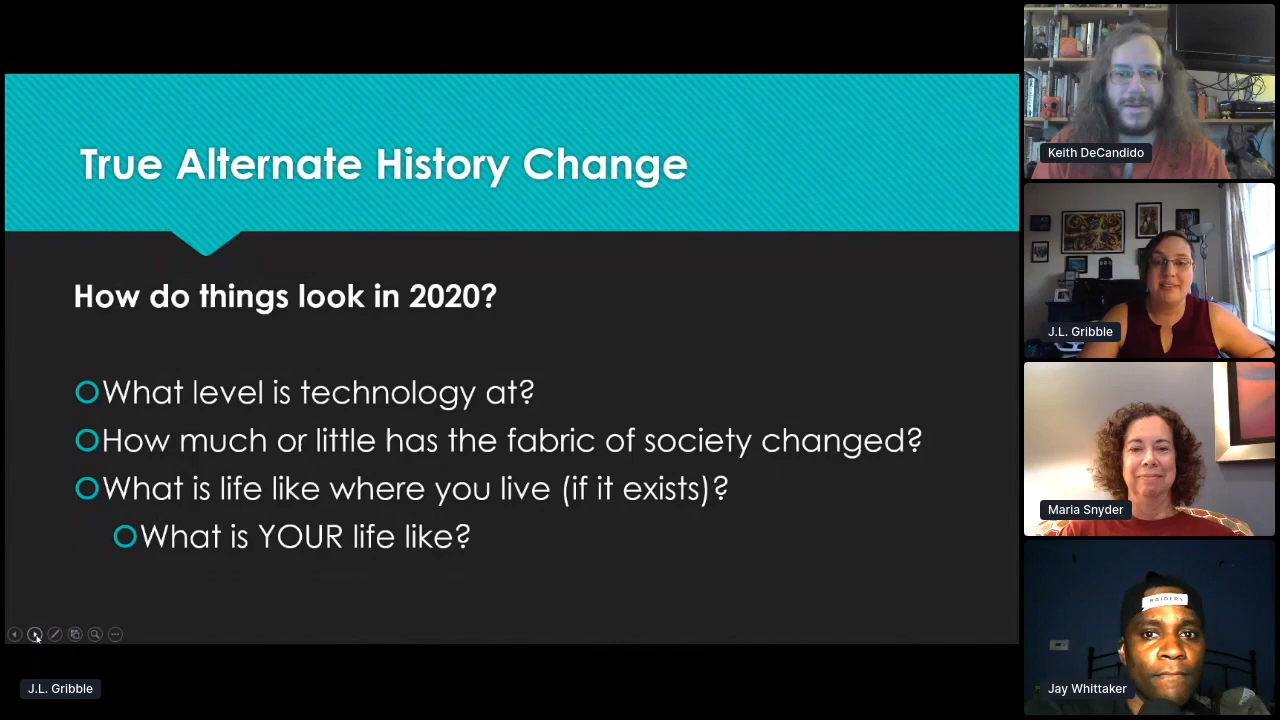 True Alternate History Change
How do things look in 2020?
What level is technology at?
How much or little has the fabric of society changed?
What is life like where you live (if it exists)?
What is YOUR life like?
J.L. Gribble
Keith DeCandido
J.L. Gribble
Maria Snyder
RAIDERS
Jay Whittaker